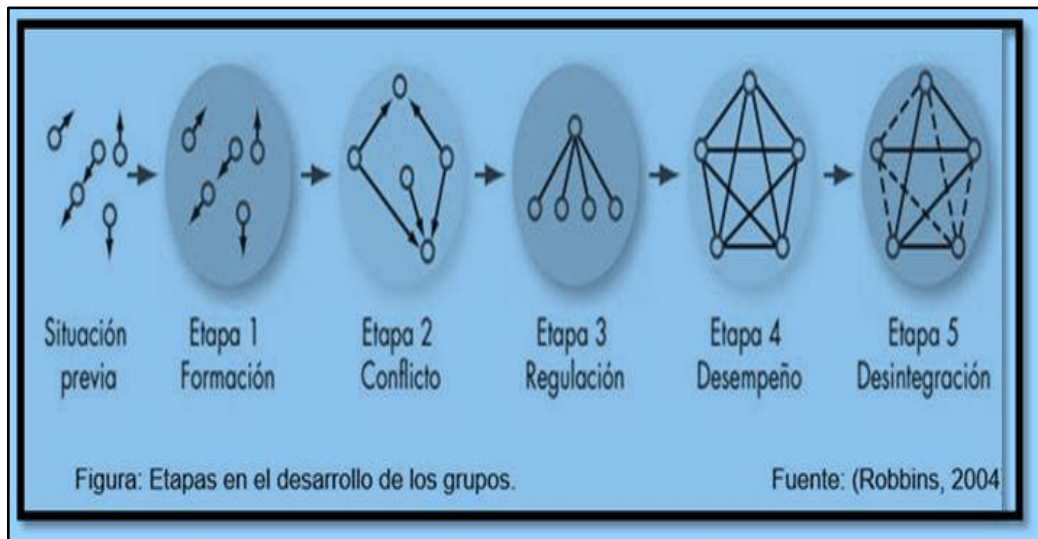 Situación
previa
Etapa 1
Formación
Etapa 2
Conflicto
Etapa 3
Regulación
Etapa 4
Desempeño
Etapa 5
Desintegración
Figura: Etapas en el desarrollo de los grupos.
Fuente: (Robbins, 2004